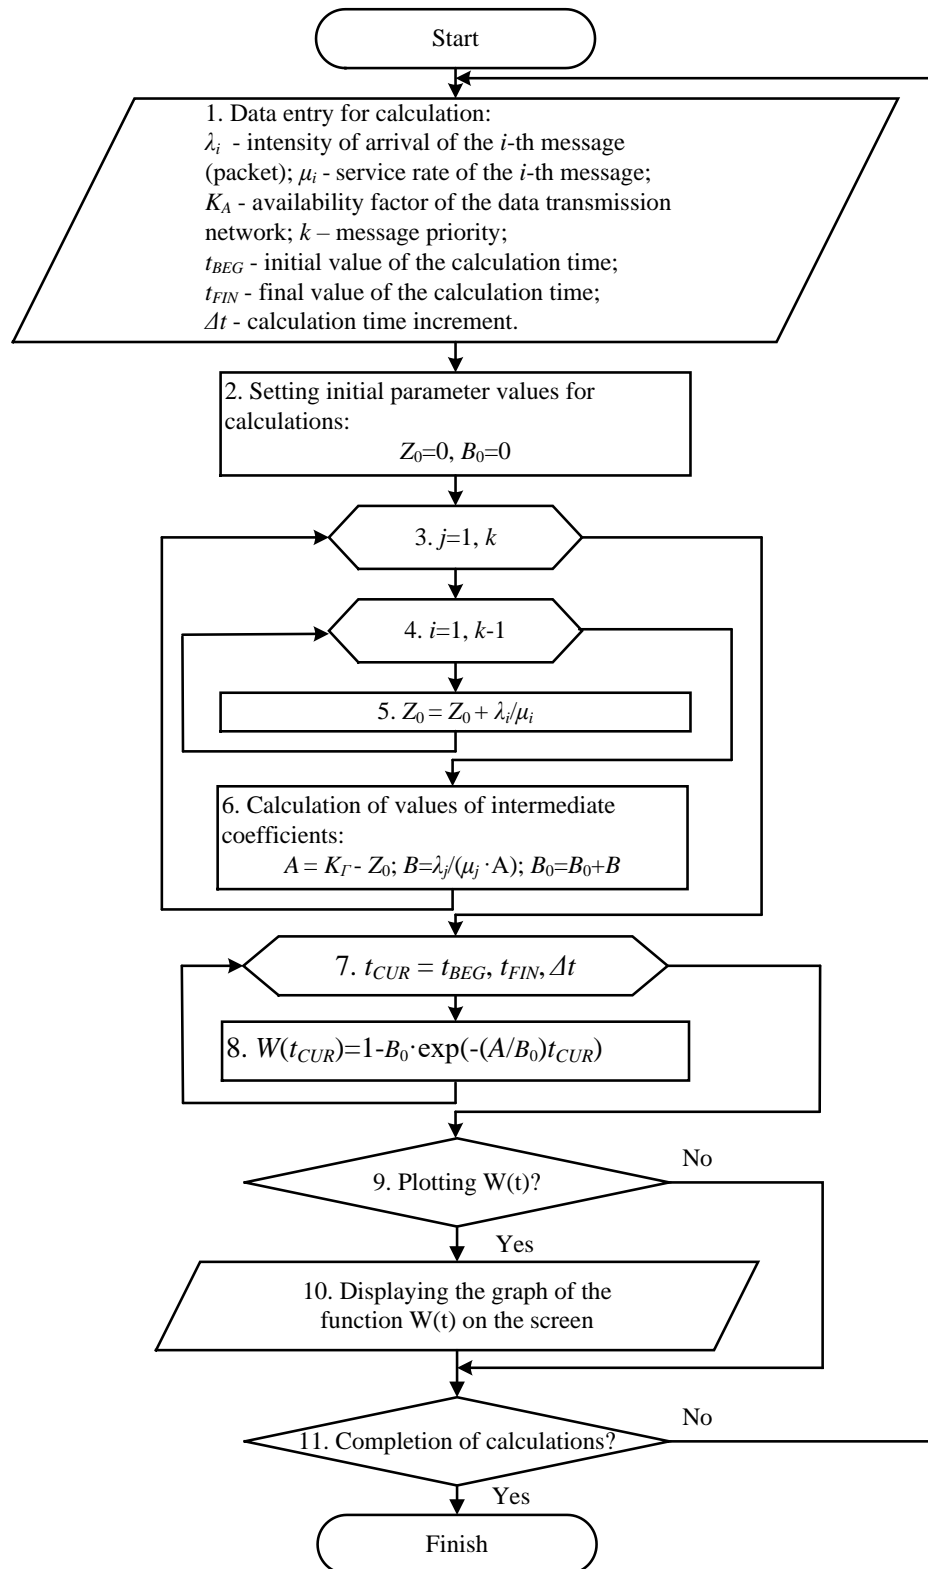 Start
1. Data entry for calculation:
λi - intensity of arrival of the i-th message
(packet); μi - service rate of the i-th message;
KA - availability factor of the data transmission
network; k – message priority;
tBEG - initial value of the calculation time;
tFIN - final value of the calculation time;
Δt - calculation time increment.
2. Setting initial parameter values for
calculations:
Z0=0, B0=0
3. j=1, k
4. i=1, k-1
5. Z0 = Z0 + λi/μi
6. Calculation of values of intermediate
coefficients:
A = KΓ - Z0; B=λj/(μj ·A); B0=B0+B
7. tCUR = tBEG, tFIN, Δt
8. W(tCUR)=1-B0·exp(-(A/B0)tCUR)
9. Plotting W(t)?
No
Yes
10. Displaying the graph of the
function W(t) on the screen
11. Completion of calculations?
No
Yes
Finish